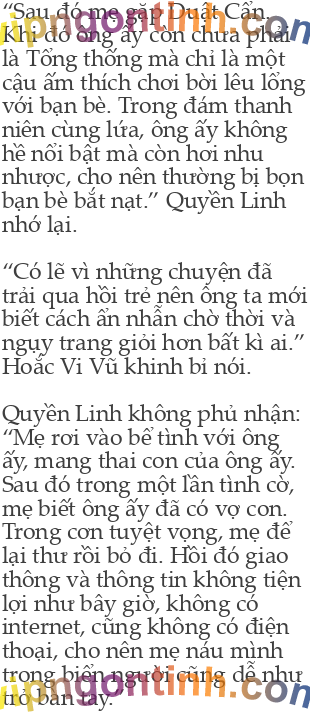 “Sau đó mẹ gặp Duật Cẩn.
Khi đó ông ấy còn chưa phải
là Tổng thống mà chỉ là một
cậu ấm thích chơi bời lêu lổng
với bạn bè. Trong đám thanh
niên cùng lứa, ông ấy không
hề nổi bật mà còn hơi nhu
nhược, cho nên thường bị bọn
bạn bè bắt nạt.” Quyền Linh
nhớ lại.
“Có lẽ vì những chuyện đã
trải qua hồi trẻ nên ông ta mới
biết cách ẩn nhẫn chờ thời và
ngụy trang giỏi hơn bất kì ai.”
Hoắc Vi Vũ khinh bỉ nói.
Quyền Linh không phủ nhận:
“Mẹ rơi vào bể tình với ông
ấy, mang thai con của ông ấy.
Sau đó trong một lần tình cờ,
mẹ biết ông ấy đã có vợ con.
Trong cơn tuyệt vọng, mẹ để
lại thư rồi bỏ đi. Hồi đó giao
thông và thông tin không tiện
lợi như bây giờ, không có
internet, cũng không có điện
thoại, cho nên mẹ náu mình
trong biển người cũng dễ như
trở bàn tay.”
vipngontinh.com
vipngontinh.com